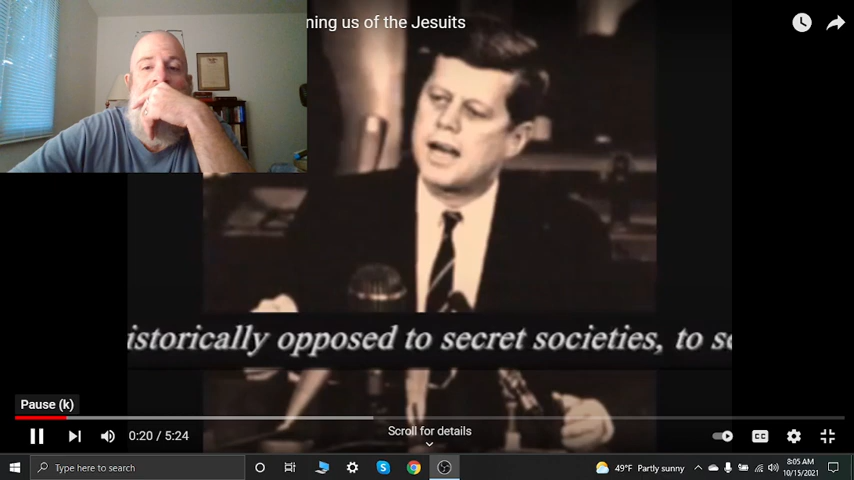 ning us of the Jesuits
istorically opposed to secret societies, to se
Pause (k)
0:20 / 5:24
Scroll for details
CC
Type here to search
49°F Partly sunny
8:05 AM
10/15/2021